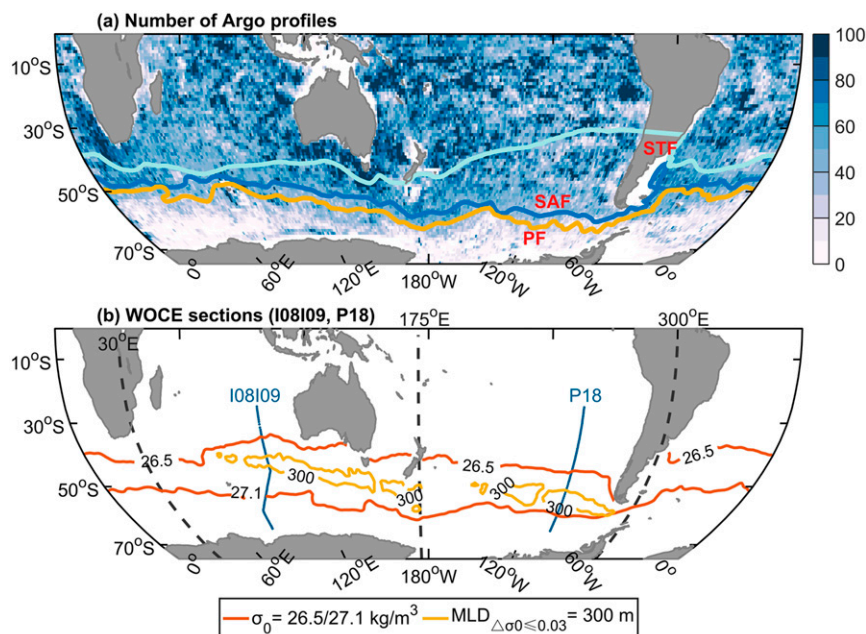 (a) Number of Argo profiles
10°S
30°S
50°S
70°S
STF
SAF
PF
100
80
60
40
20
0
0°
60°E
120°E
180°W
120°W
60°W
0°
(b) WOCE sections (I08I09, P18)
175°E
300°E
10°S
30°S
50°S
70°S
30°E
I08I09
P18
26.5
26.5
26.5
300
300
300
300
27.1
0°
60°E
120°E
180°W
120°W
60°W
0°
σ₀= 26.5/27.1 kg/m³
MLD△σ0≤0.03= 300 m